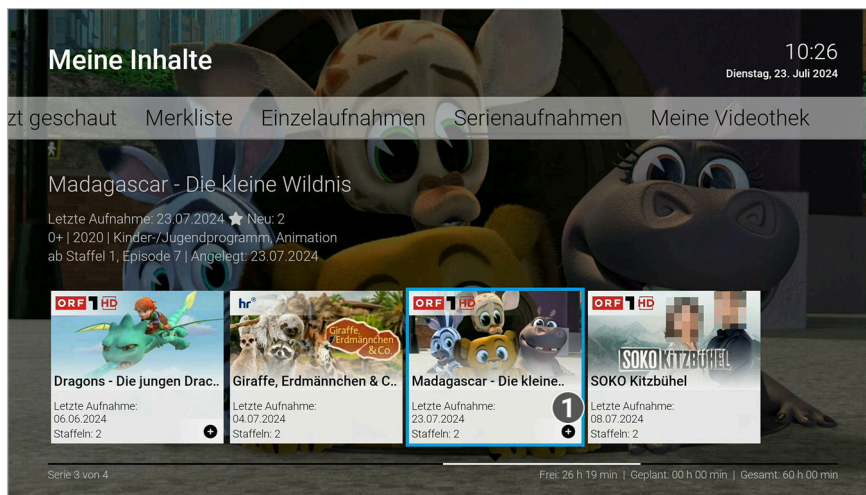 Meine Inhalte
10:26
Dienstag, 23. Juli 2024
zt geschaut Merkliste Einzelaufnahmen Serienaufnahmen Meine Videothek
Madagascar - Die kleine Wildnis
Letzte Aufnahme: 23.07.2024 ★ Neu: 2
0+ | 2020 | Kinder-/Jugendprogramm, Animation
ab Staffel 1, Episode 7 | Angelegt: 23.07.2024
ORF 1 HD
Dragons - Die jungen Drac..
Letzte Aufnahme:
06.06.2024
Staffeln: 2
hr
Giraffe,
Erdmännchen
& Co.
Giraffe, Erdmännchen & C..
Letzte Aufnahme:
04.07.2024
Staffeln: 2
ORF 1 HD
Madagascar - Die kleine..
Letzte Aufnahme:
23.07.2024
Staffeln: 2
1
ORF 1 HD
SOKO KITZBÜHEL
SOKO Kitzbühel
Letzte Aufnahme:
08.07.2024
Staffeln: 2
Serie 3 von 4
Frei: 26 h 19 min | Geplant: 00 h 00 min | Gesamt: 60 h 00 min